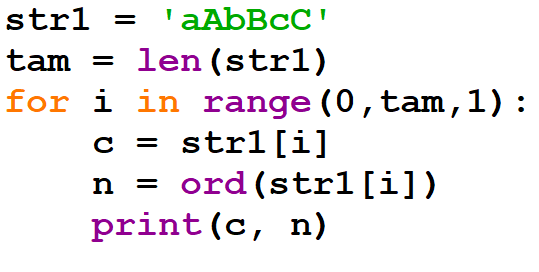 str1 = 'aAbBcC'
tam = len(str1)
for i in range(0,tam,1):
    c = str1[i]
    n = ord(str1[i])
    print(c, n)